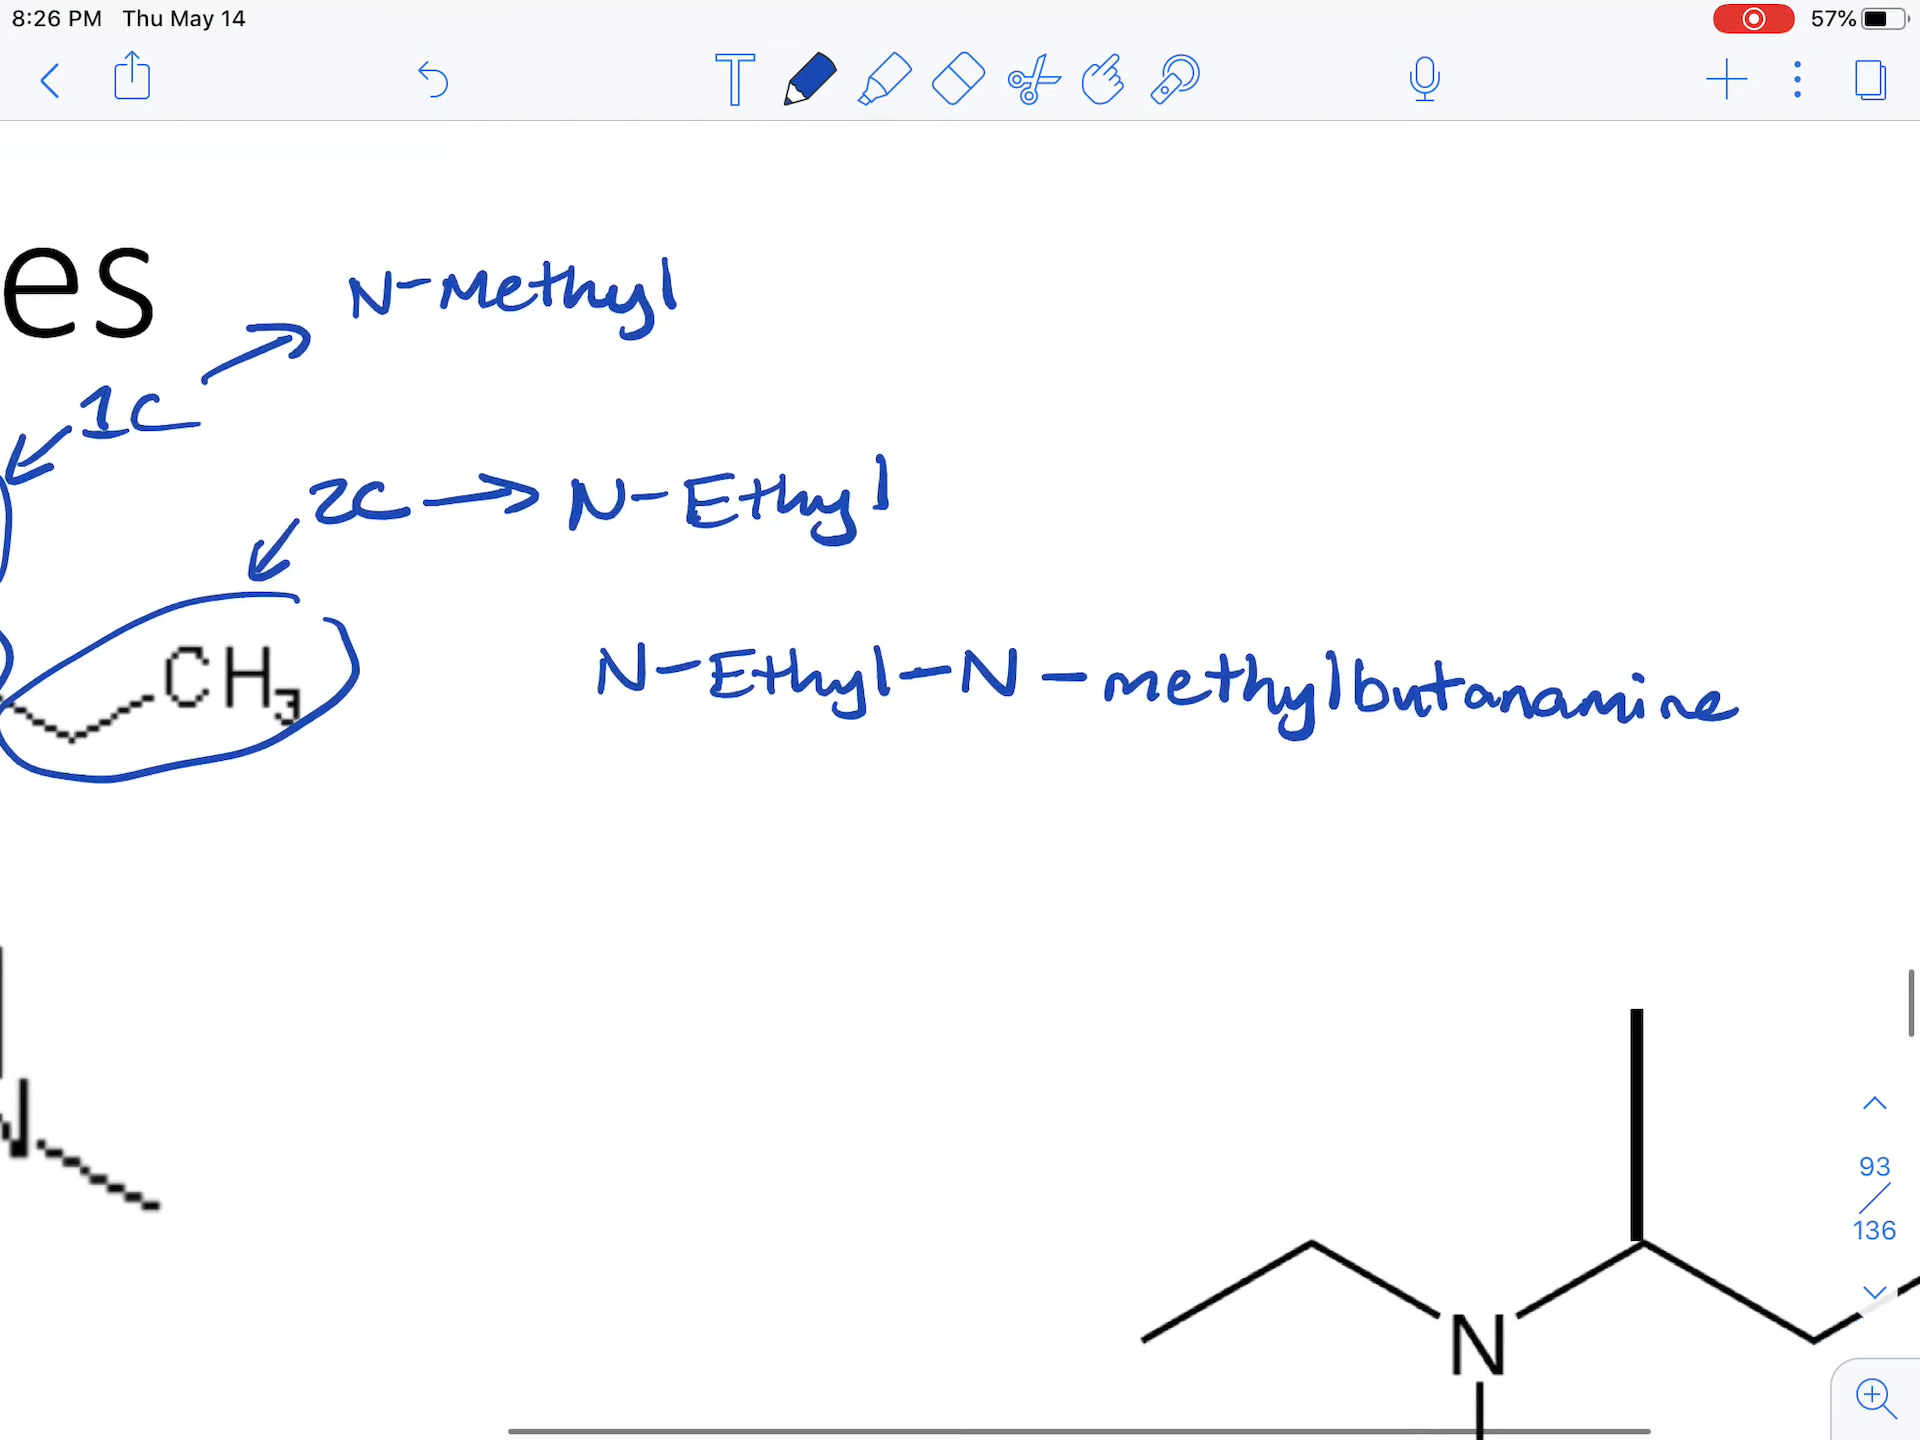 8:26 PM Thu May 14
57%
es
N-Methyl
1C
2C → N-Ethyl
CH3
N-Ethyl-N-methylbutanamine
N
93
136
N